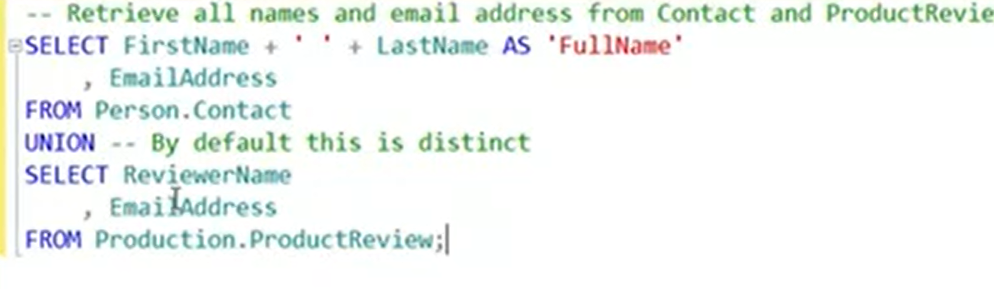 -- Retrieve all names and email address from Contact and ProductRevie
SELECT FirstName + ' ' + LastName AS 'FullName'
, EmailAddress
FROM Person.Contact
UNION -- By default this is distinct
SELECT ReviewerName
, EmailAddress
FROM Production.ProductReview;